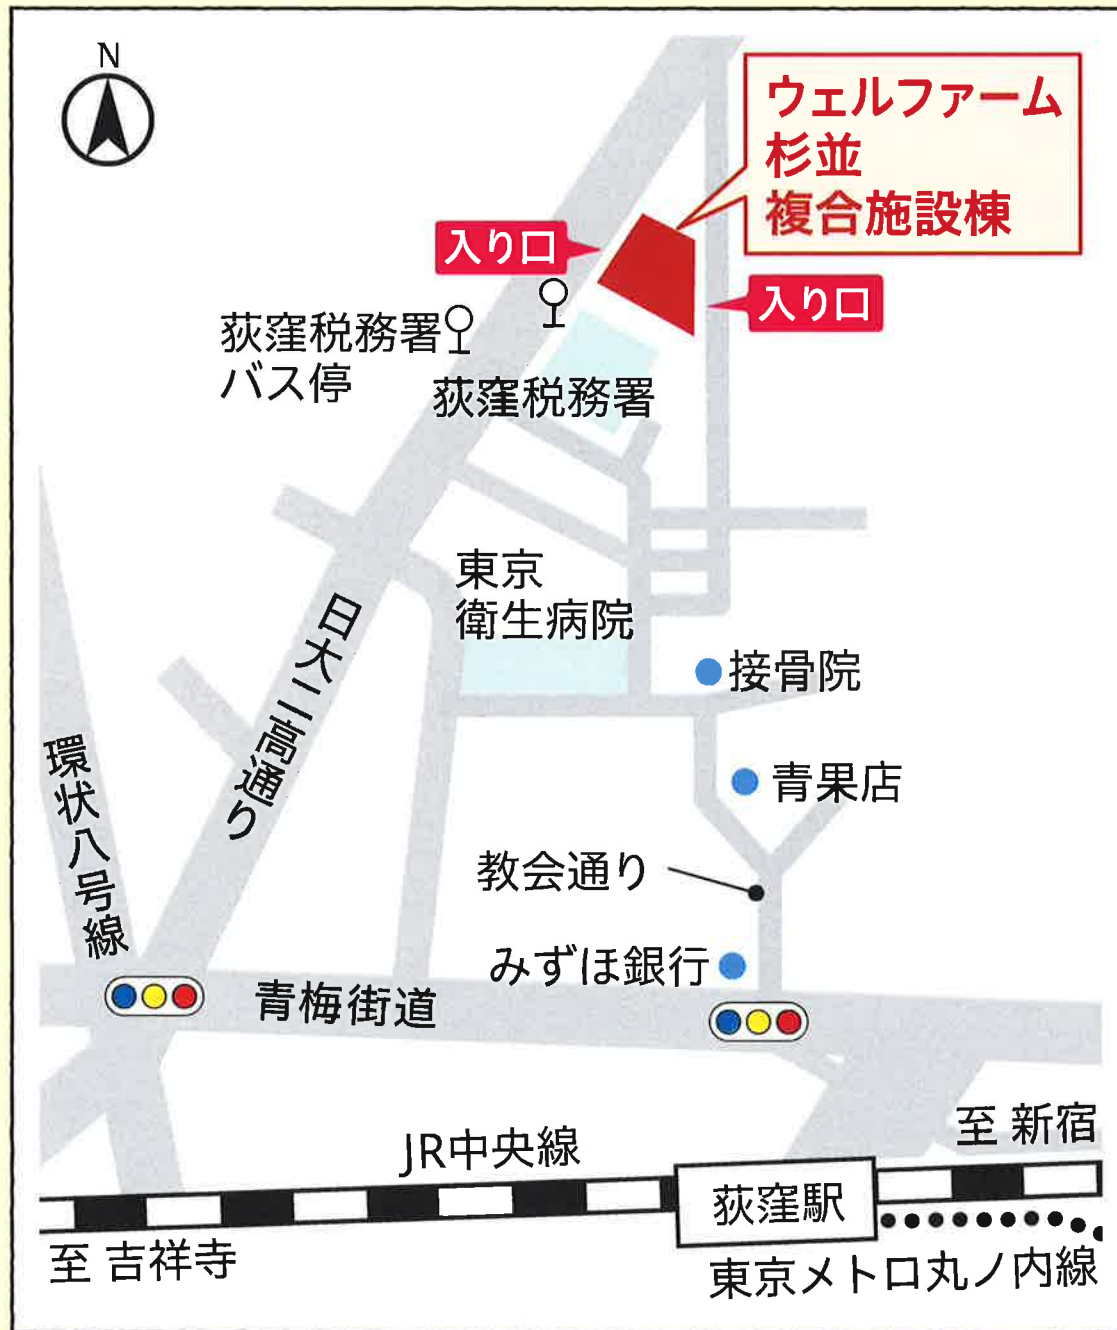 N
ウェルファーム
杉並
複合施設棟
入り口
入り口
荻窪税務署
バス停
荻窪税務署
東京
衛生病院
日大二高通り
接骨院
環状八号線
青果店
教会通り
みずほ銀行
青梅街道
JR中央線
至 新宿
荻窪駅
至 吉祥寺
東京メトロ丸ノ内線